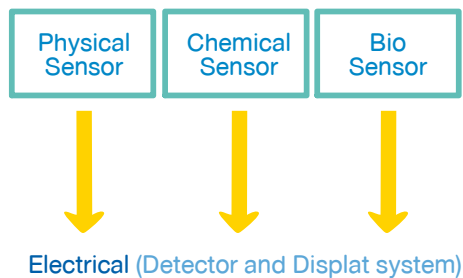 Physical
Sensor
Chemical
Sensor
Bio
Sensor
Electrical (Detector and Displat system)